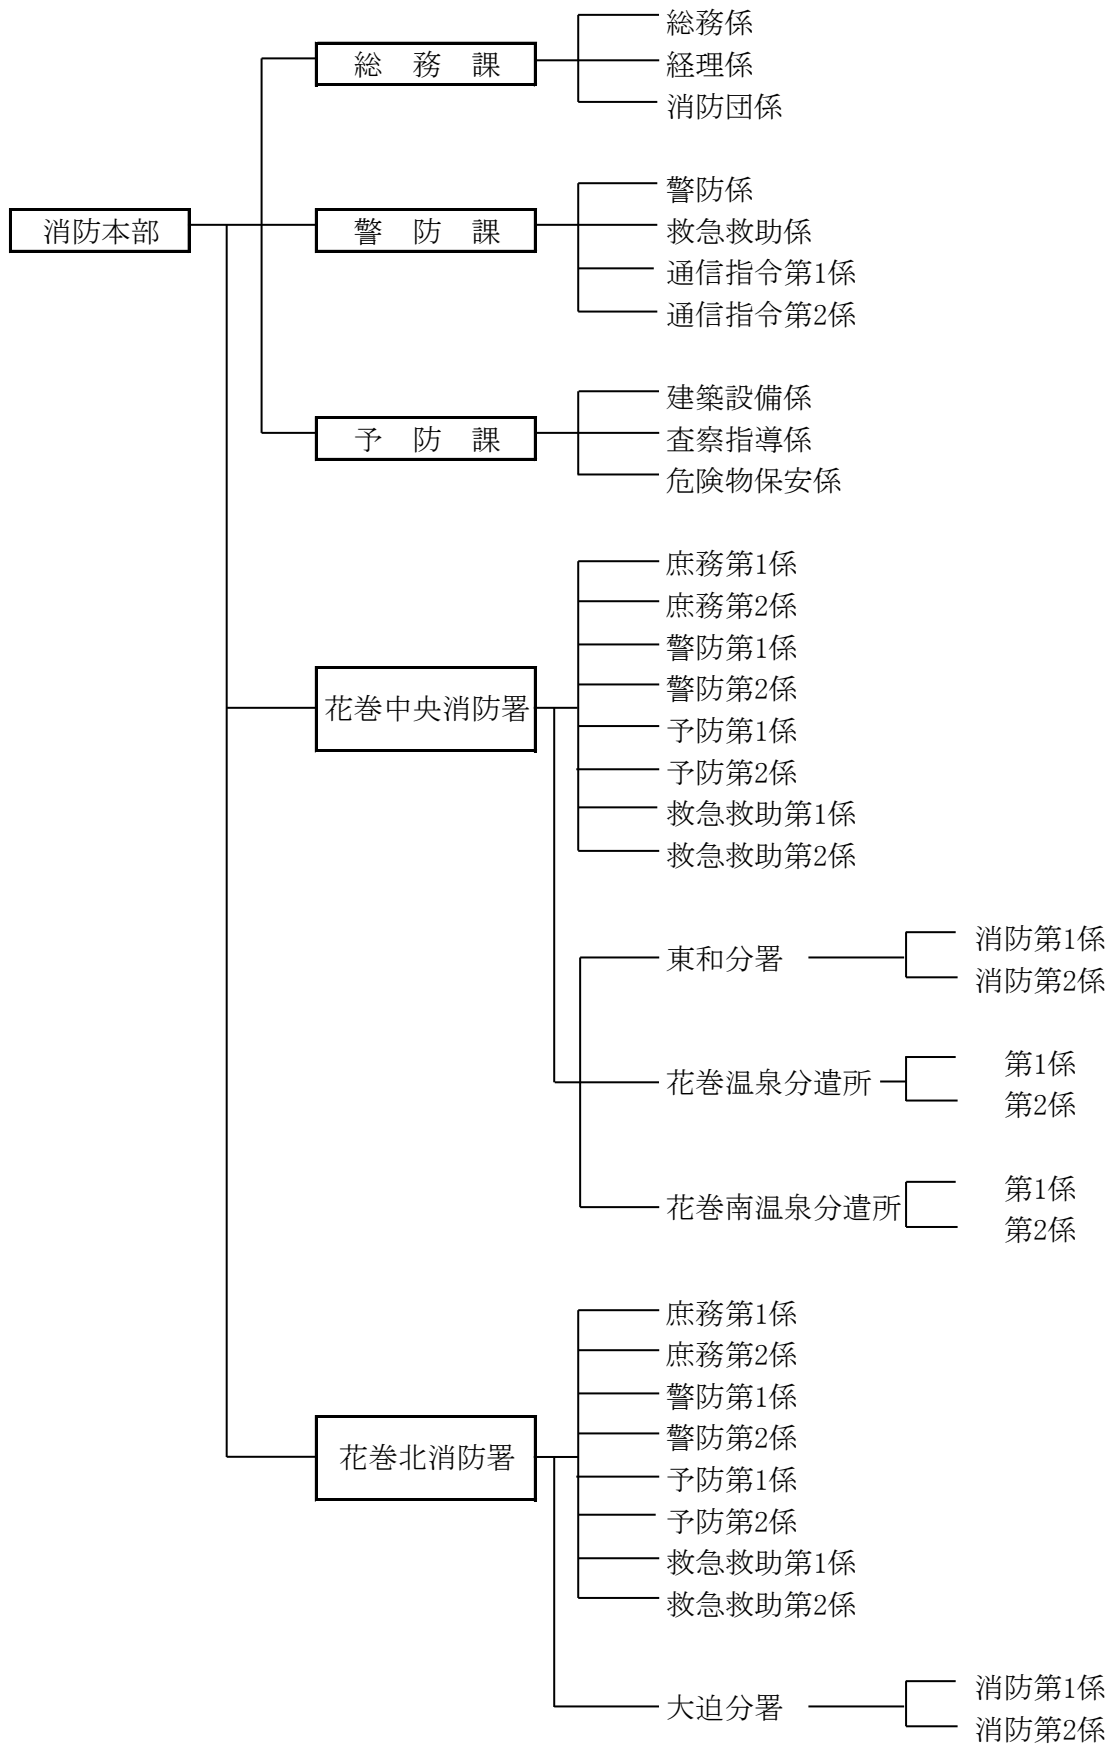 消防本部
総　務　課
総務係
経理係
消防団係
警　防　課
警防係
救急救助係
通信指令第1係
通信指令第2係
予　防　課
建築設備係
査察指導係
危険物保安係
花巻中央消防署
庶務第1係
庶務第2係
警防第1係
警防第2係
予防第1係
予防第2係
救急救助第1係
救急救助第2係
東和分署
消防第1係
消防第2係
花巻温泉分遣所
第1係
第2係
花巻南温泉分遣所
第1係
第2係
花巻北消防署
庶務第1係
庶務第2係
警防第1係
警防第2係
予防第1係
予防第2係
救急救助第1係
救急救助第2係
大迫分署
消防第1係
消防第2係